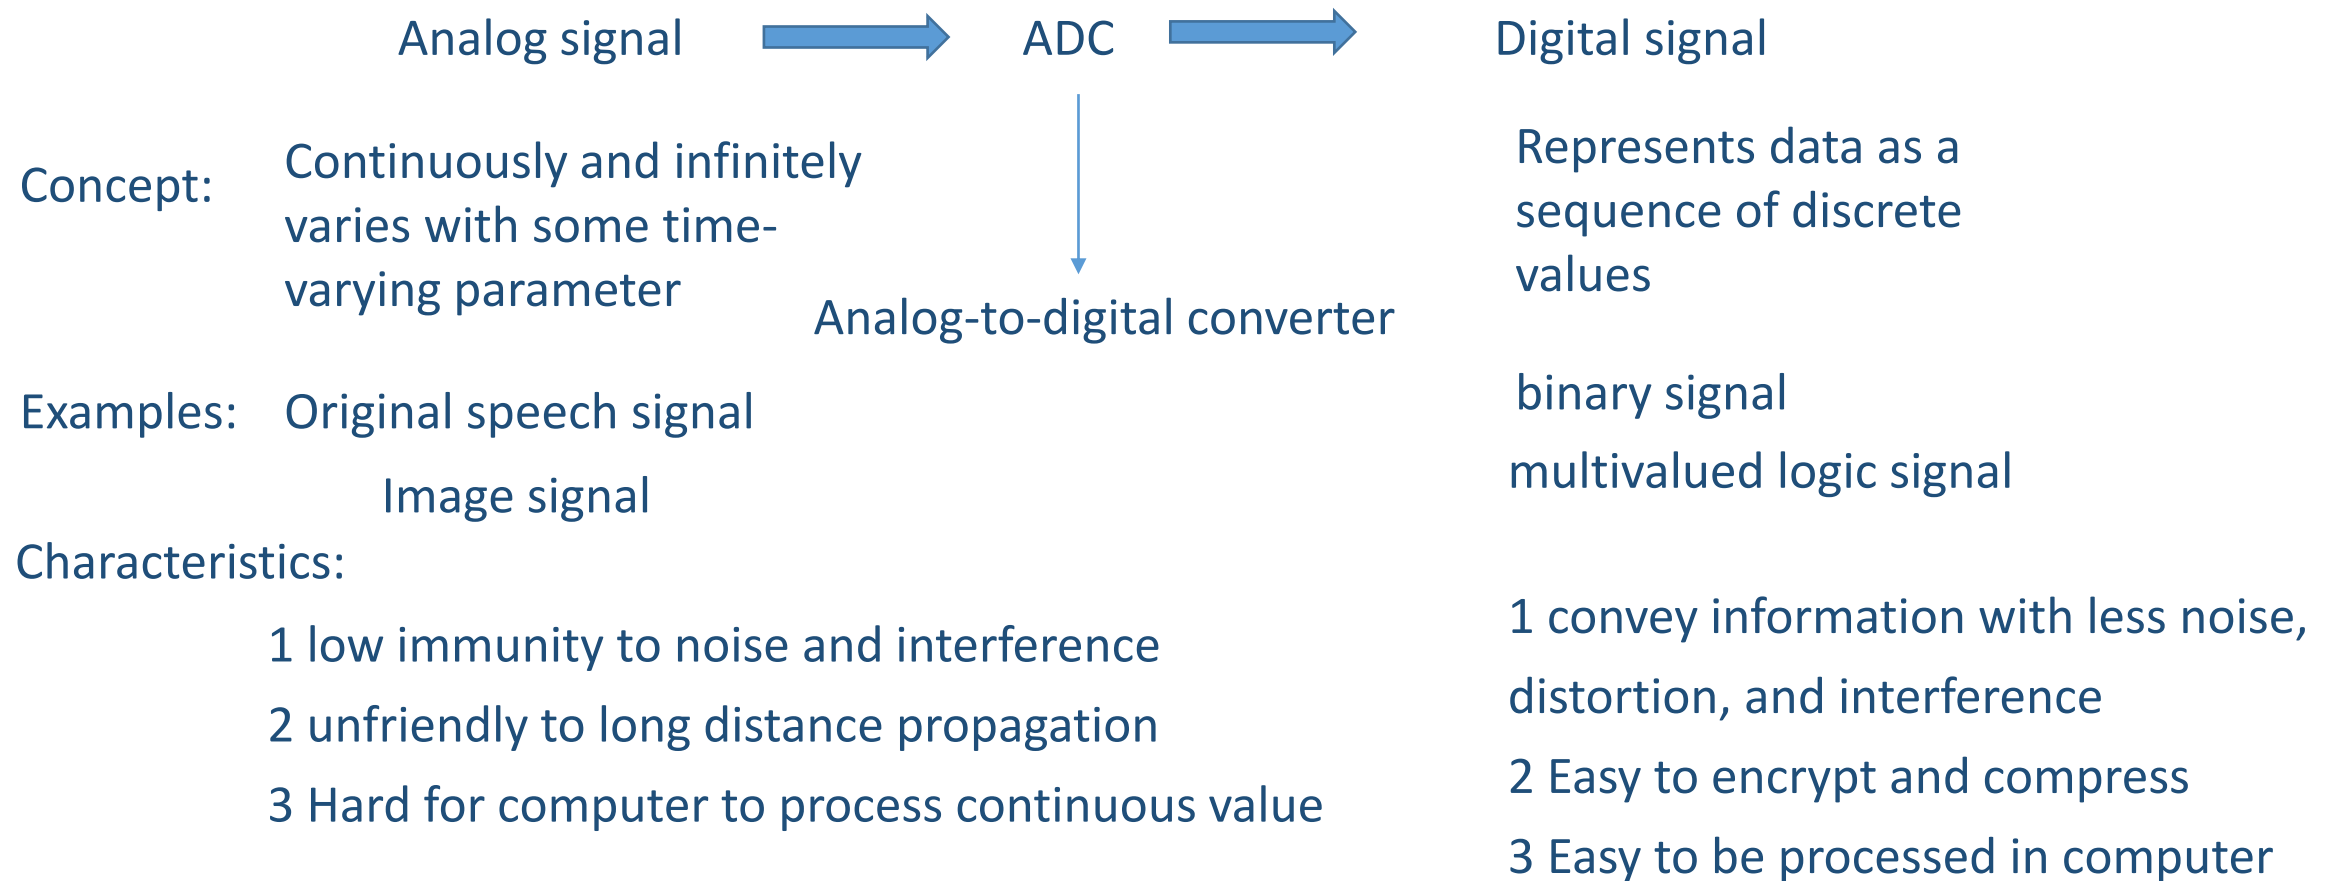 Analog signal
ADC
Digital signal
Concept:
Continuously and infinitely
varies with some time-
varying parameter
Analog-to-digital converter
Represents data as a
sequence of discrete
values
Examples:
Original speech signal
Image signal
binary signal
multivalued logic signal
Characteristics:
1 low immunity to noise and interference
2 unfriendly to long distance propagation
3 Hard for computer to process continuous value
1 convey information with less noise,
distortion, and interference
2 Easy to encrypt and compress
3 Easy to be processed in computer